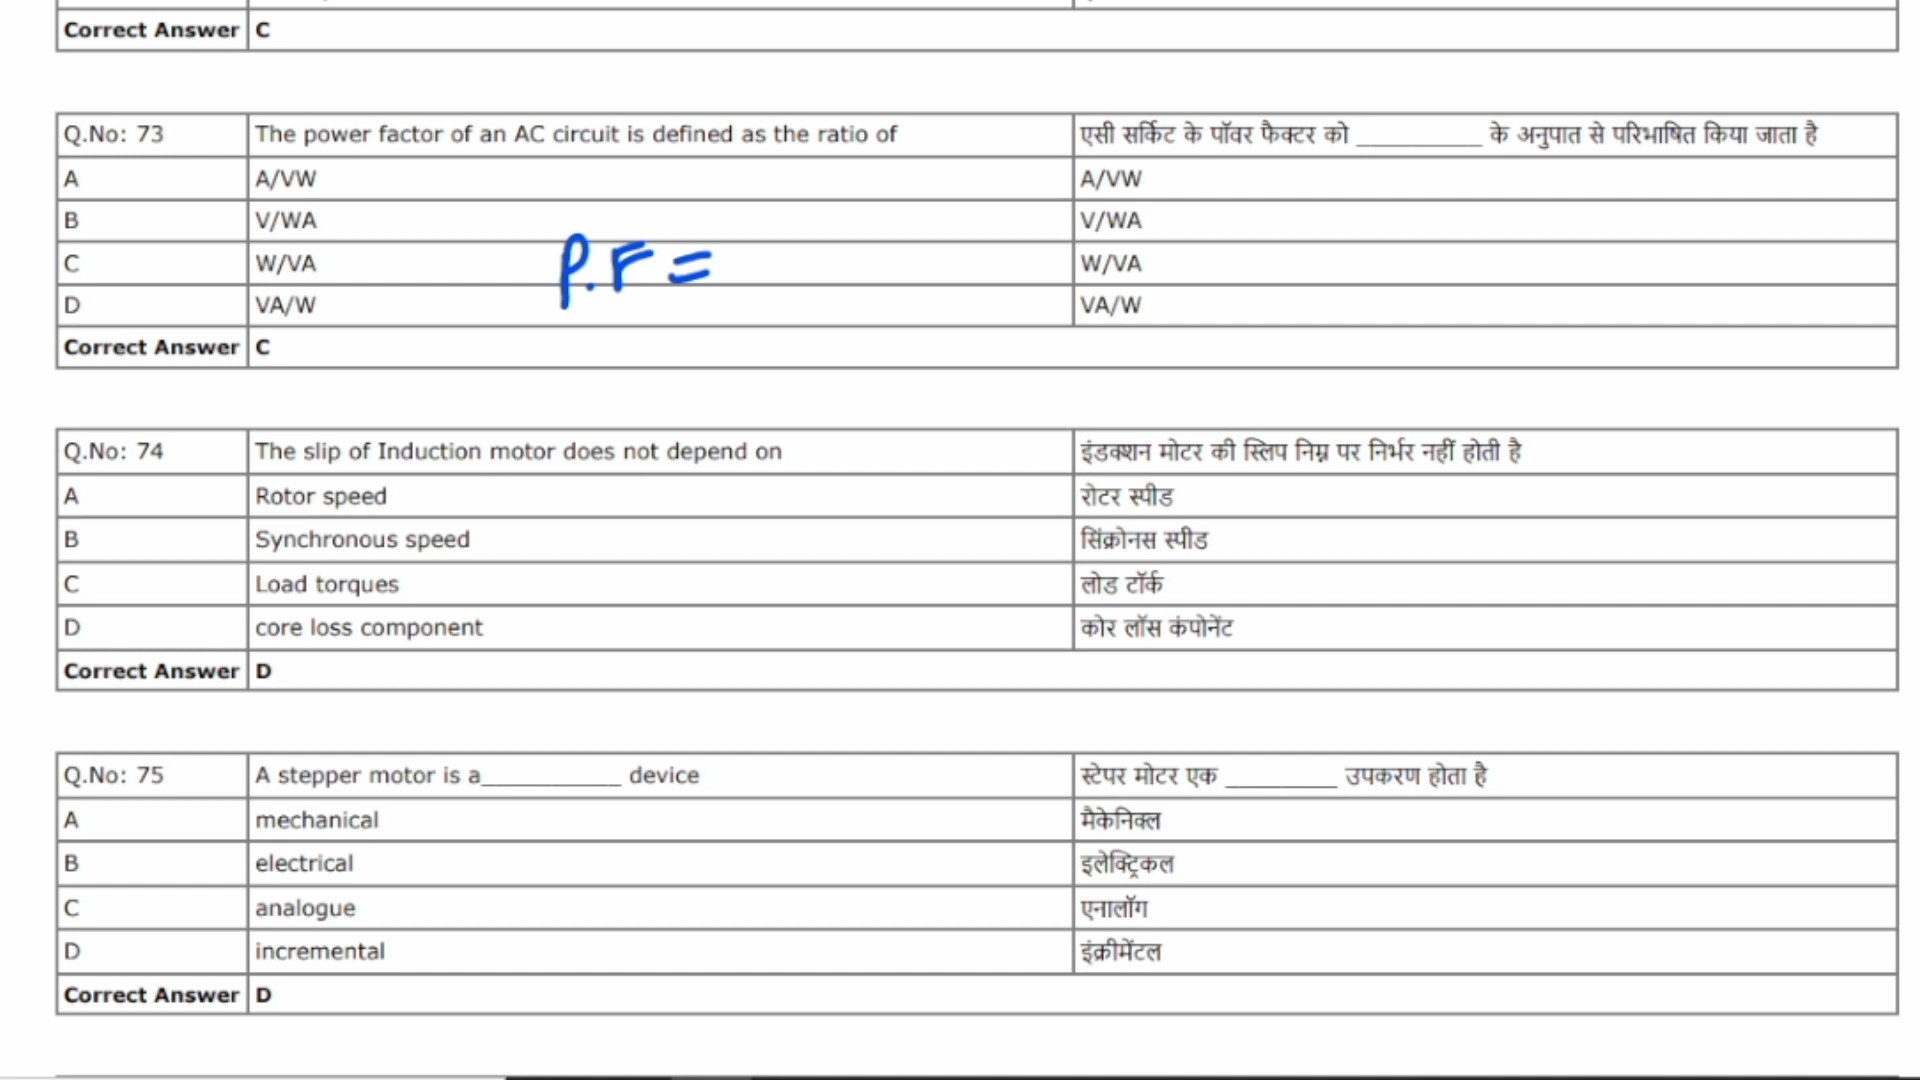 Correct Answer C
Q.No: 73 The power factor of an AC circuit is defined as the ratio of एसी सर्किट के पॉवर फैक्टर को __________ के अनुपात से परिभाषित किया जाता है
A A/VW A/VW
B V/WA V/WA
C W/VA W/VA
P.F =
D VA/W VA/W
Correct Answer C
Q.No: 74 The slip of Induction motor does not depend on इंडक्शन मोटर की स्लिप निम्न पर निर्भर नहीं होती है
A Rotor speed रोटर स्पीड
B Synchronous speed सिंक्रोनस स्पीड
C Load torques लोड टॉर्क
D core loss component कोर लॉस कंपोनेंट
Correct Answer D
Q.No: 75 A stepper motor is a___________ device स्टेपर मोटर एक _________ उपकरण होता है
A mechanical मैकेनिक्ल
B electrical इलेक्ट्रिकल
C analogue एनालॉग
D incremental इंक्रीमेंटल
Correct Answer D